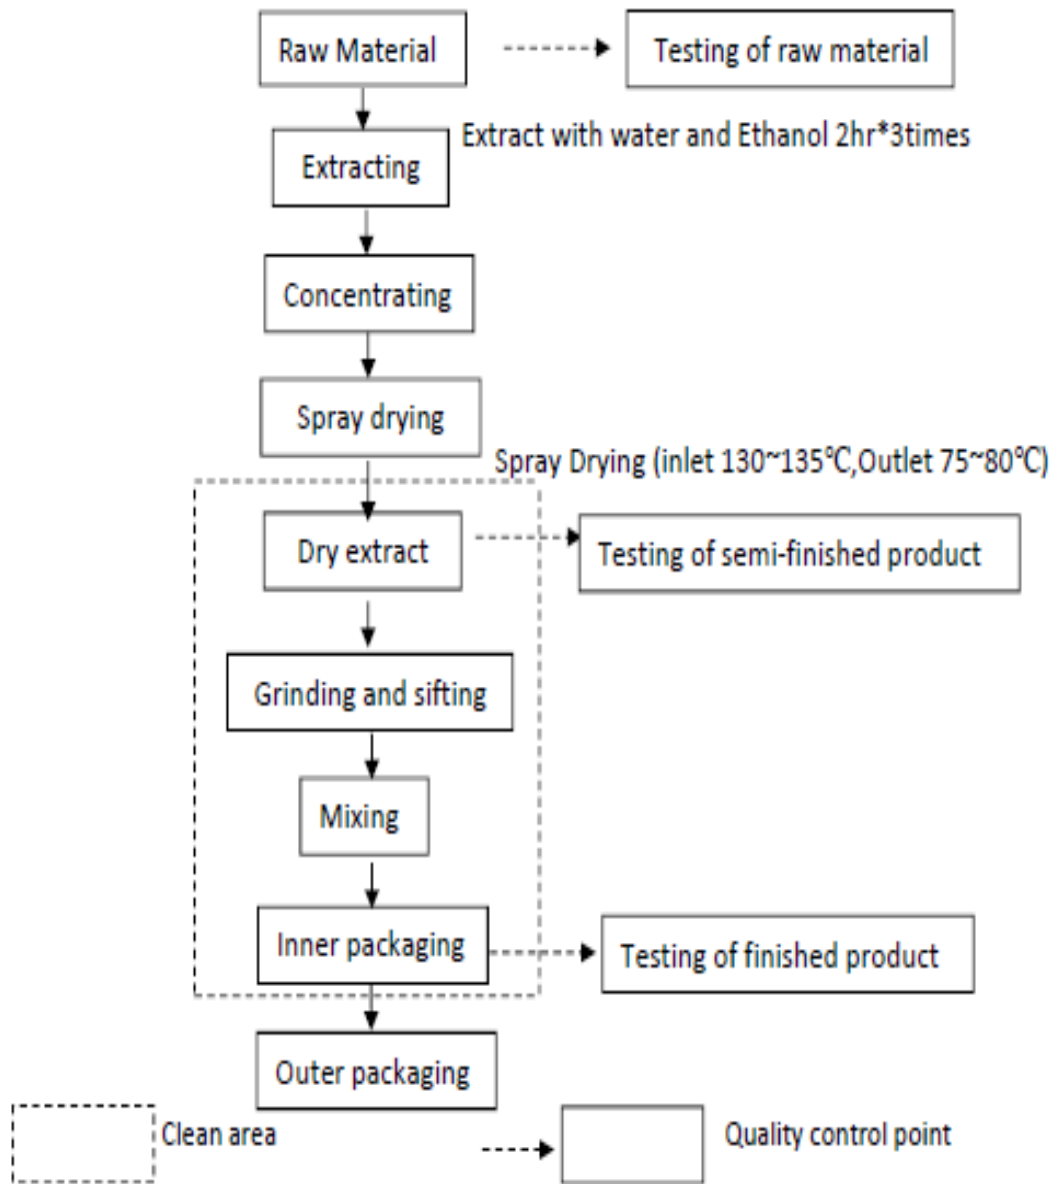 Raw Material
Testing of raw material
Extract with water and Ethanol 2hr*3times
Extracting
Concentrating
Spray drying
Spray Drying (inlet 130~135℃,Outlet 75~80℃)
Dry extract
Testing of semi-finished product
Grinding and sifting
Mixing
Inner packaging
Testing of finished product
Outer packaging
Clean area
Quality control point